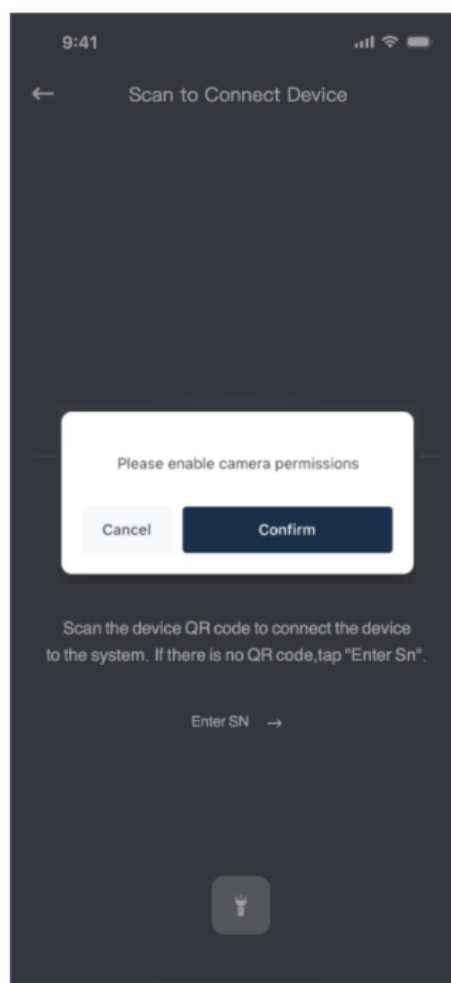 9:41
Scan to Connect Device
Please enable camera permissions
Cancel
Confirm
Scan the device QR code to connect the device
to the system. If there is no QR code,tap "Enter Sn".
Enter SN